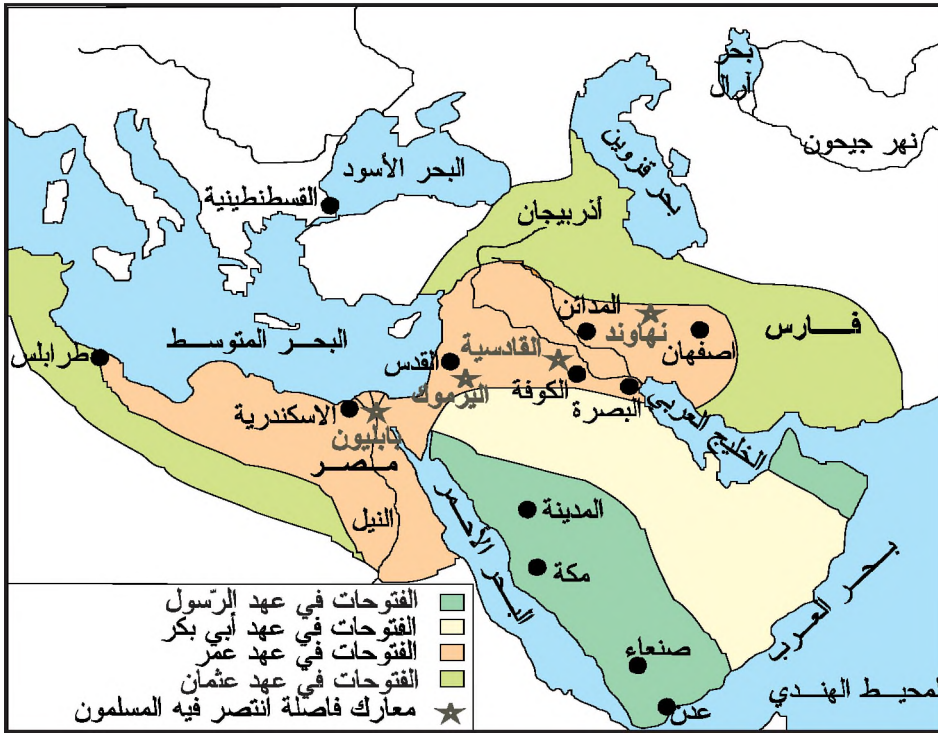 بحر
آرال
نهر جيحون
بحر قزوين
البحر الأسود
القسطنطينية
أذربيجان
المدائن
نهاوند
اصفهان
فارس
القادسية
البحر المتوسط
طرابلس
القدس
اليرموك
الكوفة
البصرة
الخليج العربي
الاسكندرية
بابليون
مصر
النيل
البحر الأحمر
المدينة
مكة
صنعاء
عدن
بحر العرب
لمحيط الهندي
الفتوحات في عهد الرّسول
الفتوحات في عهد أبي بكر
الفتوحات في عهد عمر
الفتوحات في عهد عثمان
معارك فاصلة انتصر فيه المسلمون